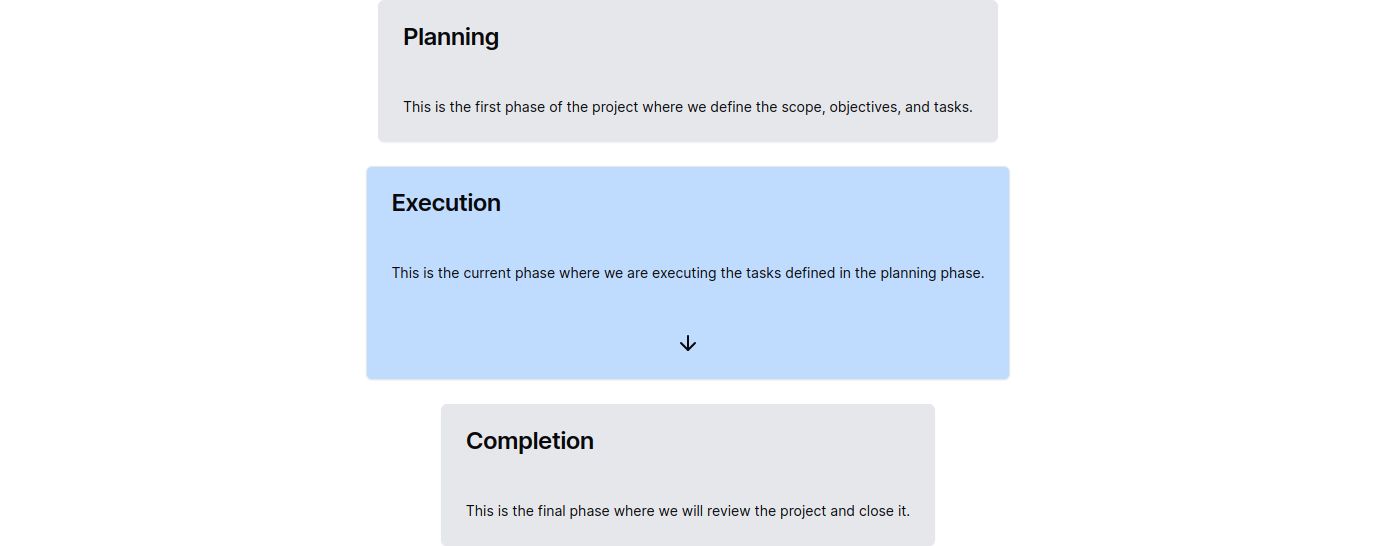 Planning
This is the first phase of the project where we define the scope, objectives, and tasks.
Execution
This is the current phase where we are executing the tasks defined in the planning phase.
Completion
This is the final phase where we will review the project and close it.